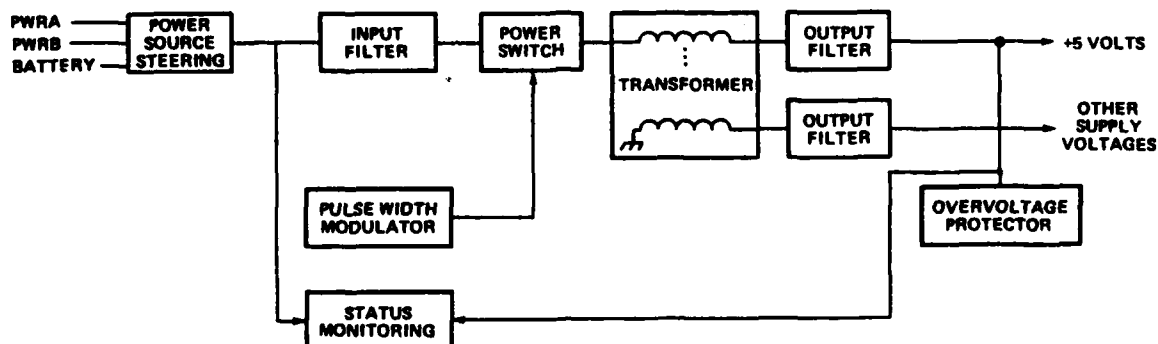 PWRA
PWRB
BATTERY
POWER
SOURCE
STEERING
INPUT
FILTER
POWER
SWITCH
TRANSFORMER
OUTPUT
FILTER
+5 VOLTS
OUTPUT
FILTER
OTHER
SUPPLY
VOLTAGES
PULSE WIDTH
MODULATOR
OVERVOLTAGE
PROTECTOR
STATUS
MONITORING